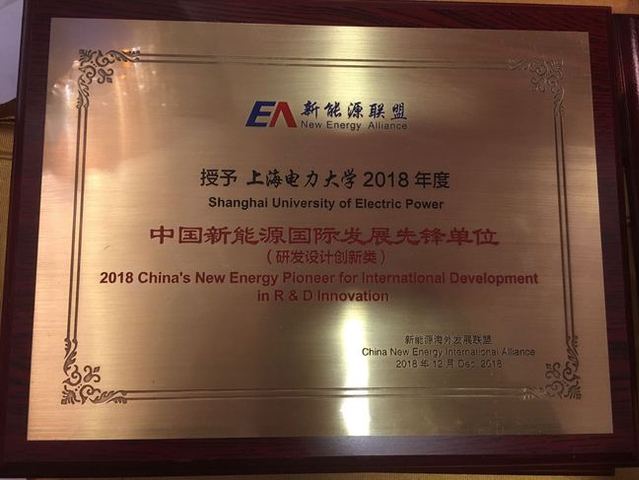 EA 新能源联盟
New Energy Alliance
授予 上海电力大学 2018 年度
Shanghai University of Electric Power
中国新能源国际发展先锋单位
（研发设计创新类）
2018 China's New Energy Pioneer for International Development
in R & D Innovation
新能源海外发展联盟
China New Energy International Alliance
2018 年 12 月 Dec. 2018